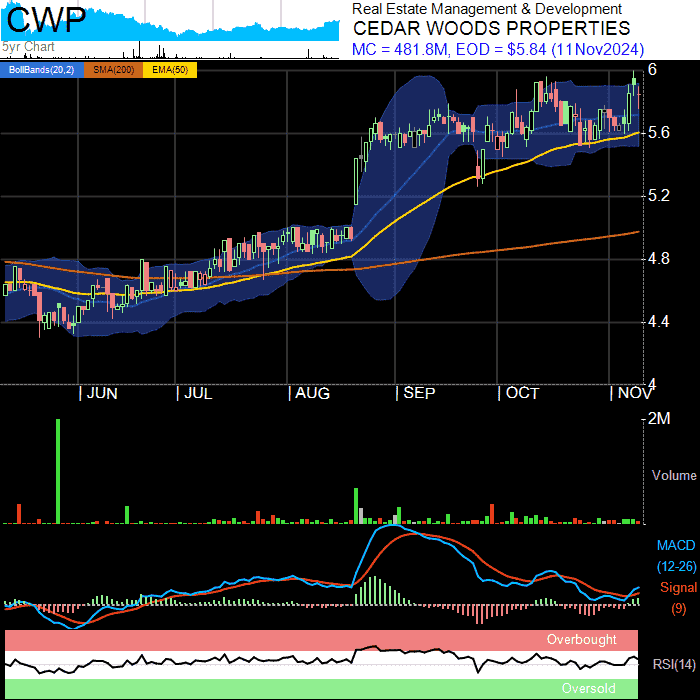 CWP
5yr Chart
Real Estate Management & Development
CEDAR WOODS PROPERTIES
MC = 481.8M, EOD = $5.84 (11Nov2024)
BollBands(20,2) SMA(200) EMA(50)
6
5.6
5.2
4.8
4.4
4
JUN JUL AUG SEP OCT NOV
2M
Volume
MACD
(12-26)
Signal
(9)
Overbought
RSI(14)
Oversold